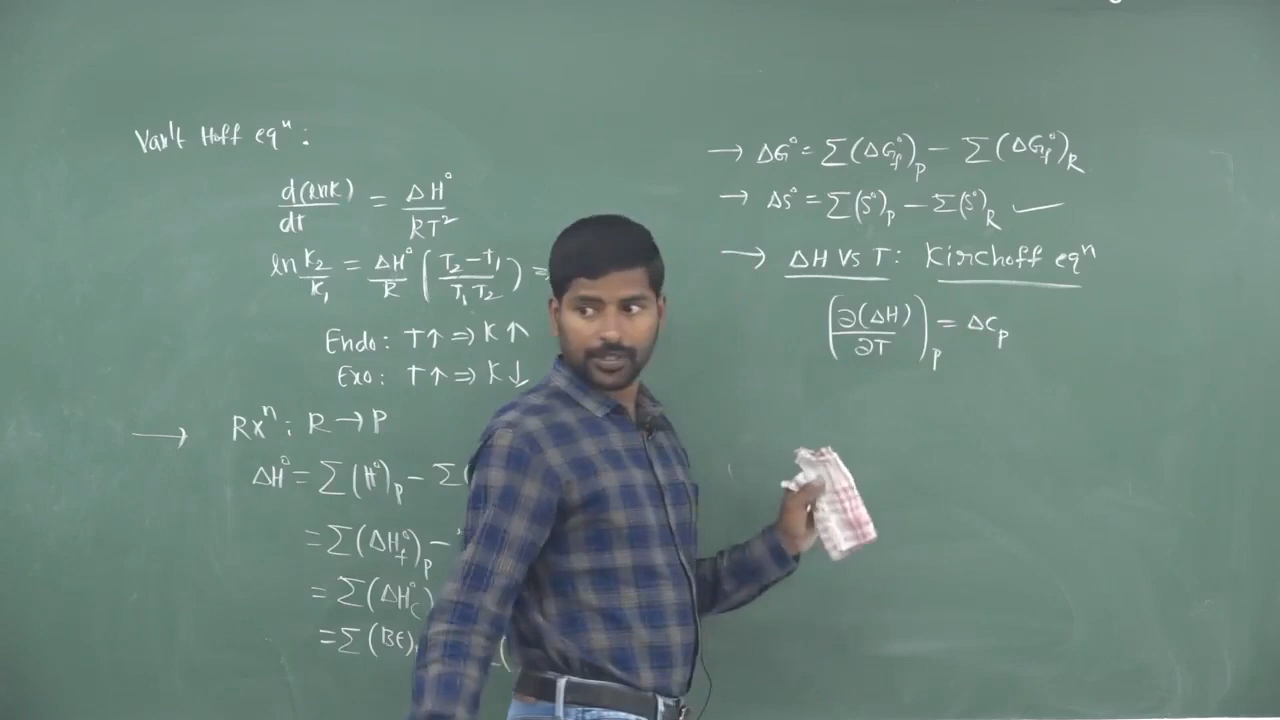 Van't Hoff eqⁿ:
d(lnK)/dt = ΔH°/RT²
ln K₂/K₁ = ΔH°/R (T₂-t₁/T₁T₂) =
Endo: T↑ ⇒ K↑
Exo: T↑ ⇒ K↓
→ Rxⁿ: R → P
ΔH° = Σ(H°)ₚ - Σ(
= Σ(ΔH°f)ₚ -
= Σ(ΔH°c)
= Σ(BE)
→ ΔG° = Σ(ΔG°f)ₚ - Σ(ΔG°f)R
→ ΔS° = Σ(S°)ₚ - Σ(S°)R ✓
→ ΔH Vs T: Kirchoff eqⁿ
(∂(ΔH)/∂T)ₚ = ΔCₚ